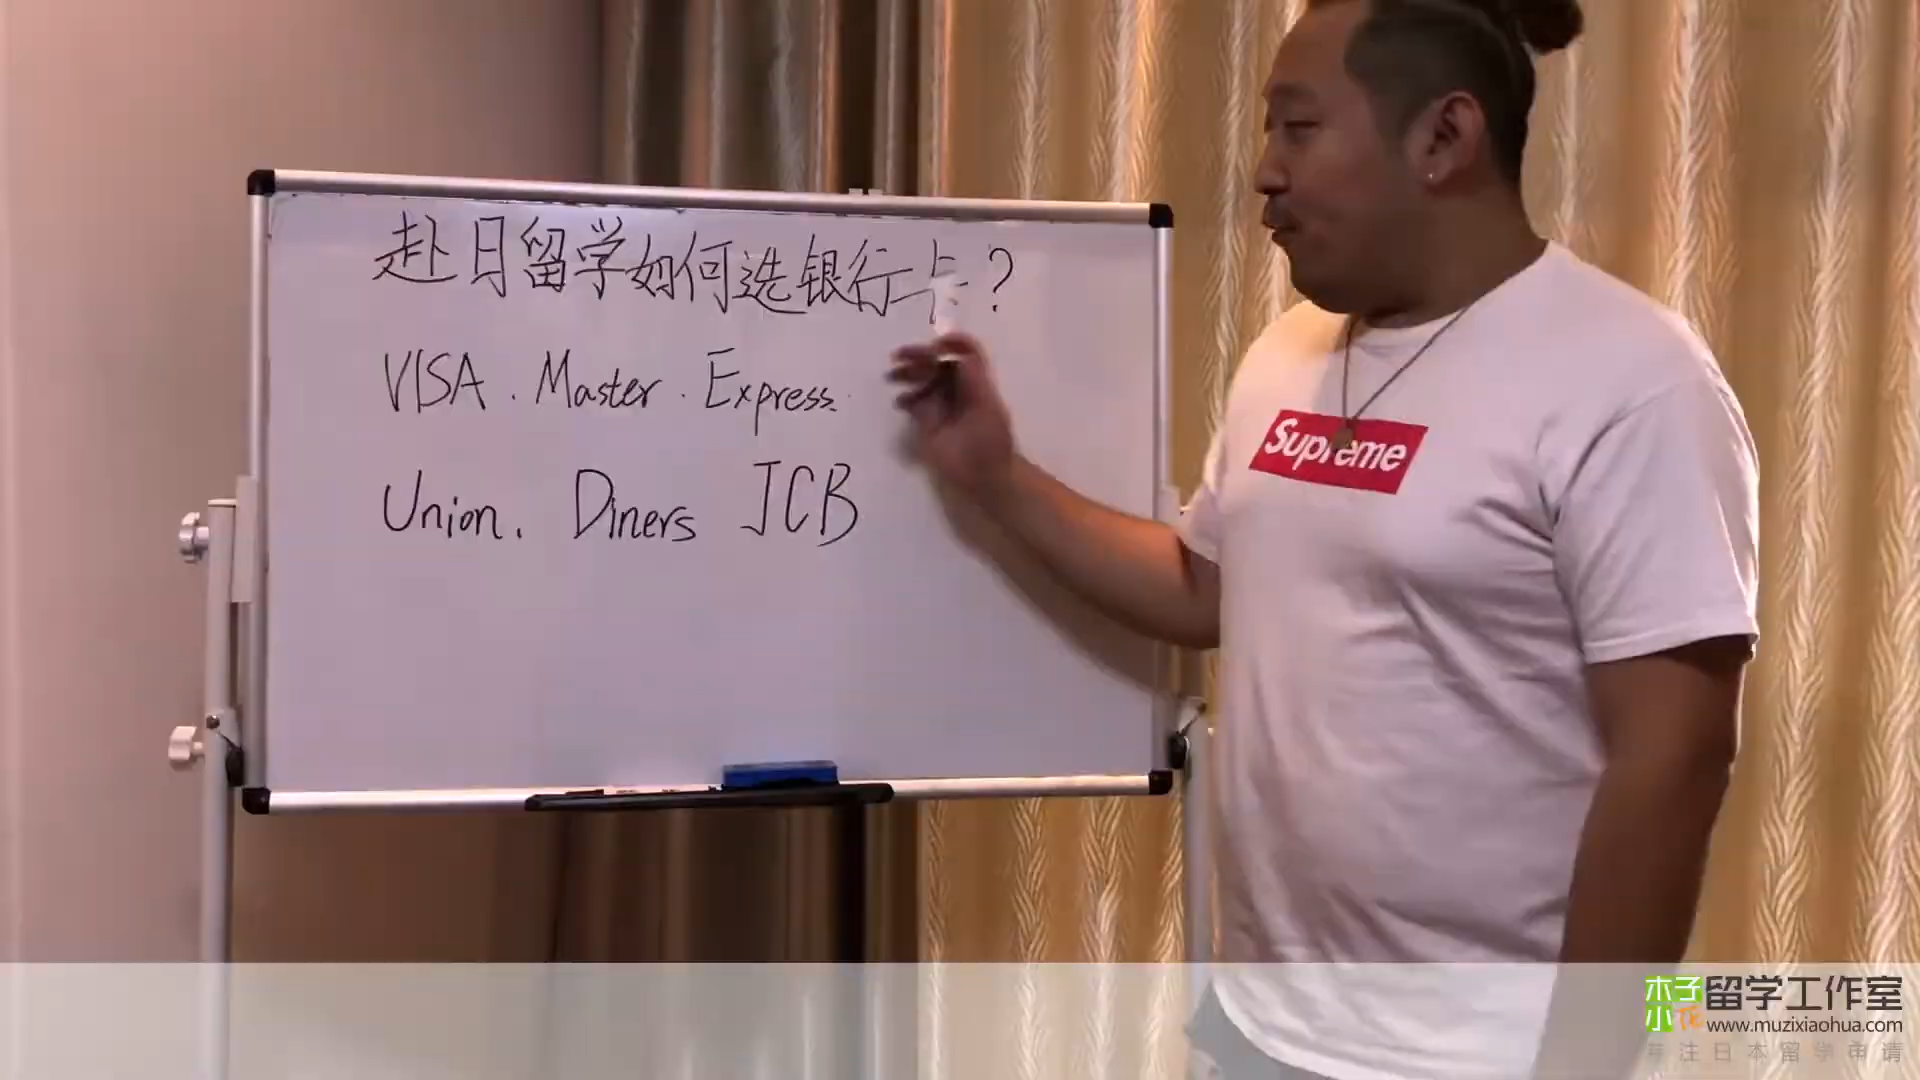 赴日留学如何选银行卡?
VISA . Master . Express.
Union. Diners JCB
Supreme
木子小花 留学工作室
www.muzixiaohua.com
专注日本留学申请